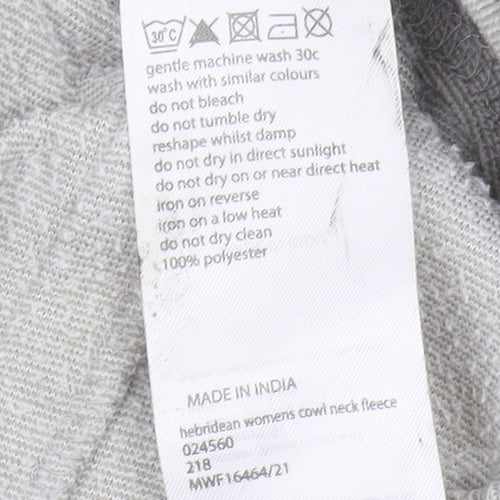 30°C
gentle machine wash 30c
wash with similar colours
do not bleach
do not tumble dry
reshape whilst damp
do not dry in direct sunlight
do not dry on or near direct heat
iron on reverse
iron on a low heat
do not dry clean
100% polyester
MADE IN INDIA
hebridean womens cowl neck fleece
024560
218
MWF16464/21